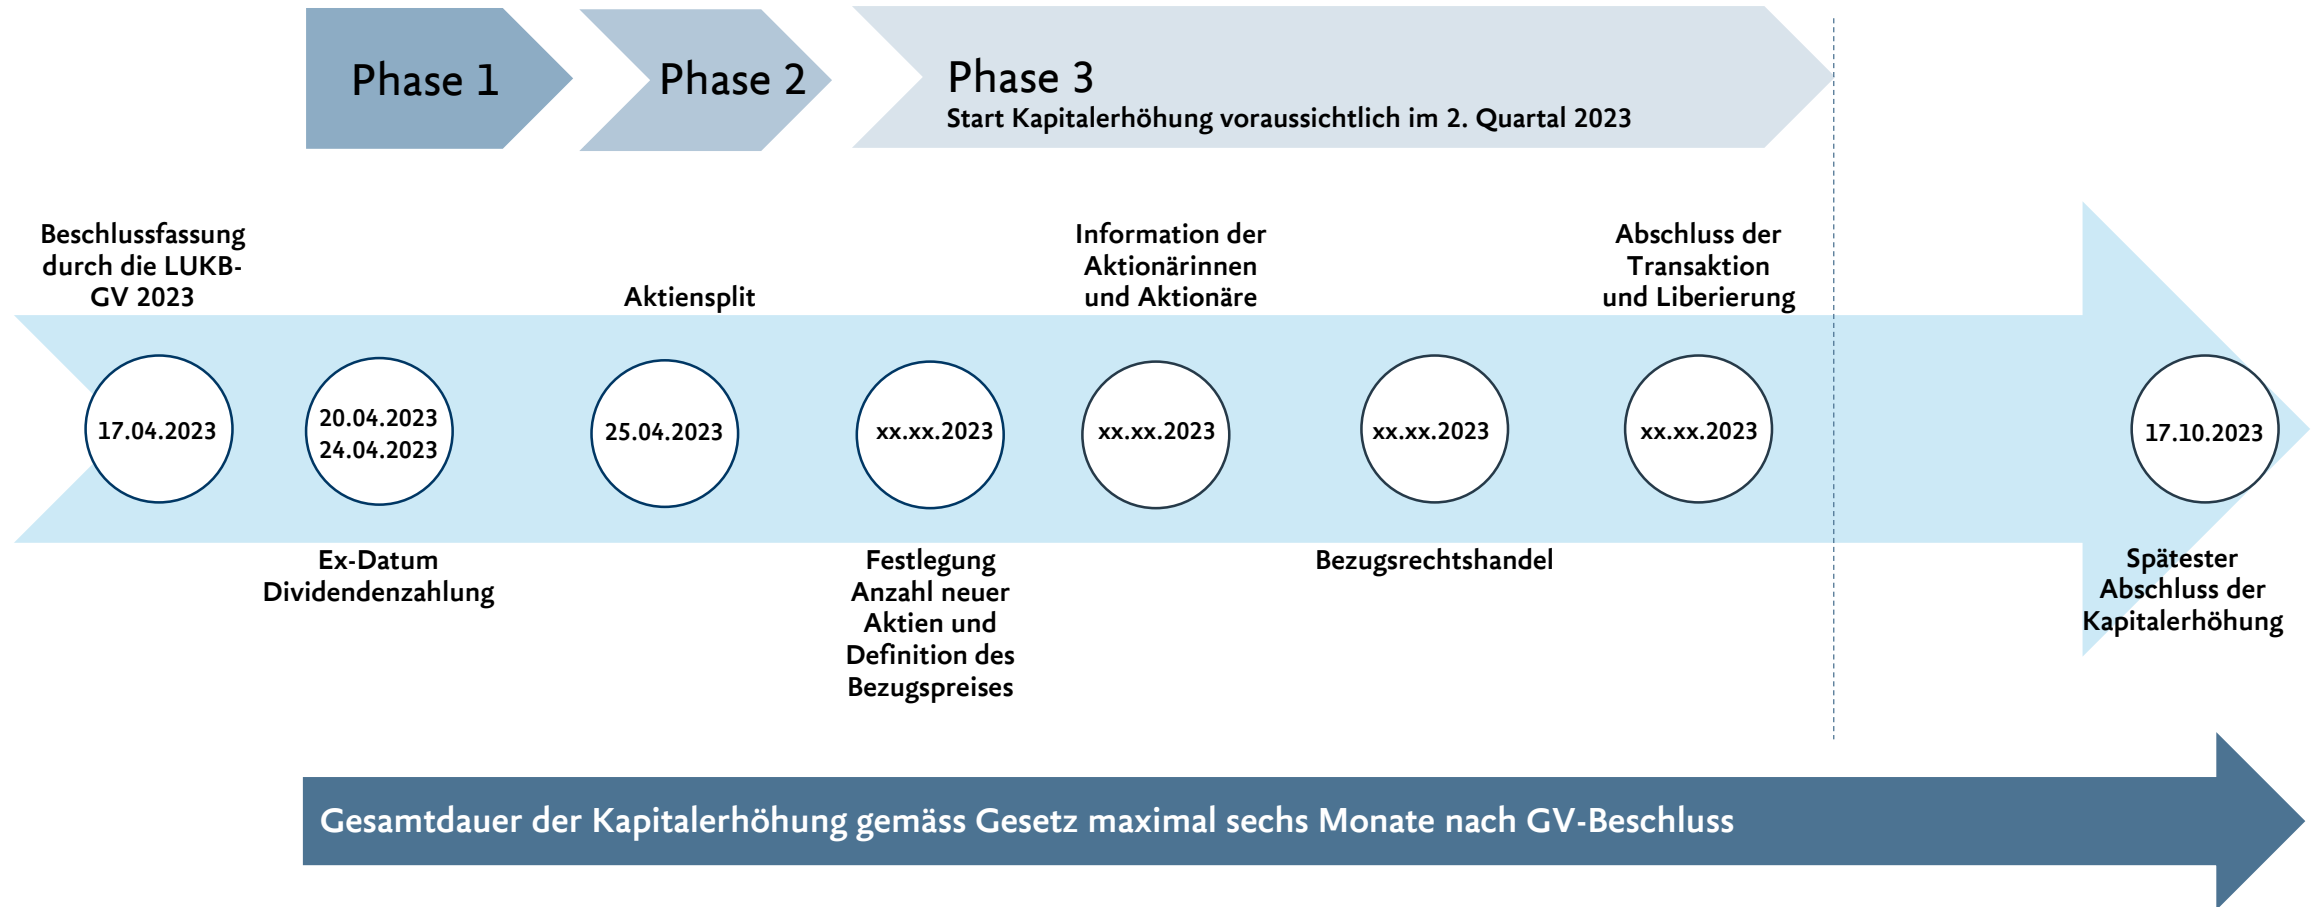 Phase 1
Phase 2
Phase 3
Start Kapitalerhöhung voraussichtlich im 2. Quartal 2023
Beschlussfassung
durch die LUKB-
GV 2023
Aktiensplit
Information der
Aktionärinnen
und Aktionäre
Abschluss der
Transaktion
und Liberierung
17.04.2023
20.04.2023
24.04.2023
25.04.2023
xx.xx.2023
xx.xx.2023
xx.xx.2023
xx.xx.2023
17.10.2023
Ex-Datum
Dividendenzahlung
Festlegung
Anzahl neuer
Aktien und
Definition des
Bezugspreises
Bezugsrechtshandel
Spätester
Abschluss der
Kapitalerhöhung
Gesamtdauer der Kapitalerhöhung gemäss Gesetz maximal sechs Monate nach GV-Beschluss